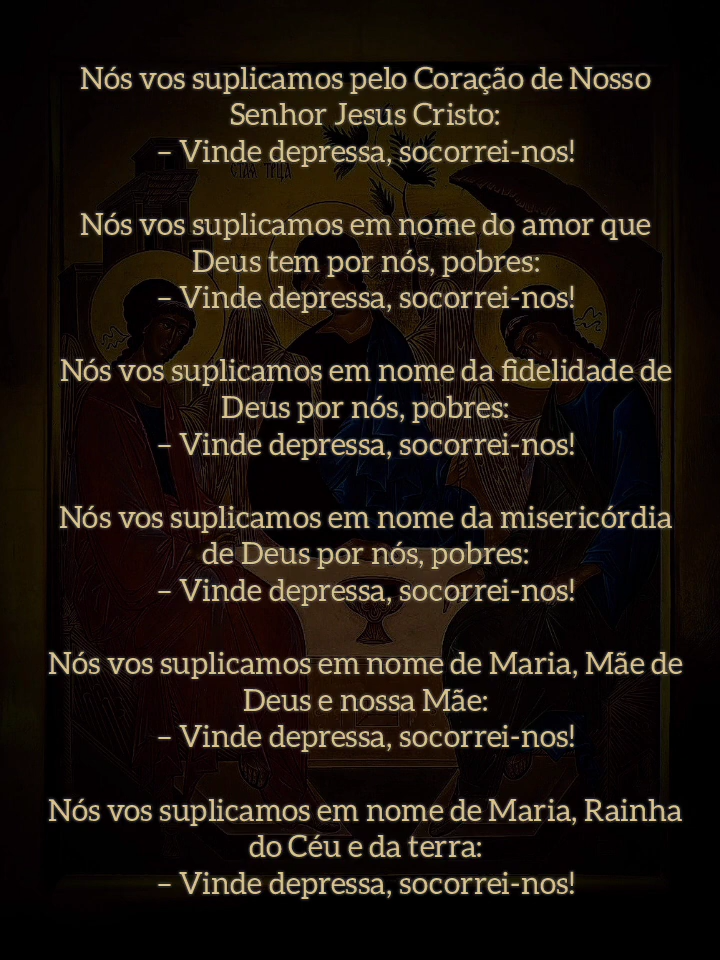 Nós vos suplicamos pelo Coração de Nosso
Senhor Jesus Cristo:
– Vinde depressa, socorrei-nos!
Nós vos suplicamos em nome do amor que
Deus tem por nós, pobres:
– Vinde depressa, socorrei-nos!
Nós vos suplicamos em nome da fidelidade de
Deus por nós, pobres:
– Vinde depressa, socorrei-nos!
Nós vos suplicamos em nome da misericórdia
de Deus por nós, pobres:
– Vinde depressa, socorrei-nos!
Nós vos suplicamos em nome de Maria, Mãe de
Deus e nossa Mãe:
– Vinde depressa, socorrei-nos!
Nós vos suplicamos em nome de Maria, Rainha
do Céu e da terra:
– Vinde depressa, socorrei-nos!